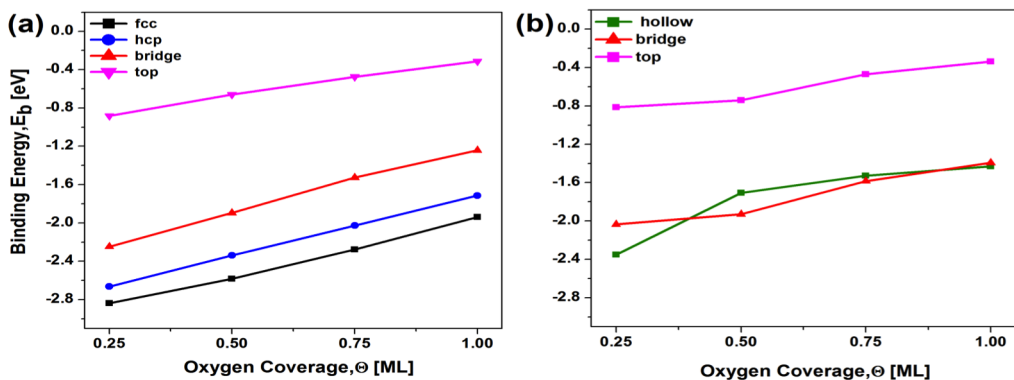 (a)
fcc
hcp
bridge
top
0.0
-0.4
-0.8
-1.2
-1.6
-2.0
-2.4
-2.8
Binding Energy,E_b [eV]
0.25
0.50
0.75
1.00
Oxygen Coverage,Θ [ML]
(b)
hollow
bridge
top
0.0
-0.4
-0.8
-1.2
-1.6
-2.0
-2.4
-2.8
0.25
0.50
0.75
1.00
Oxygen Coverage,Θ [ML]